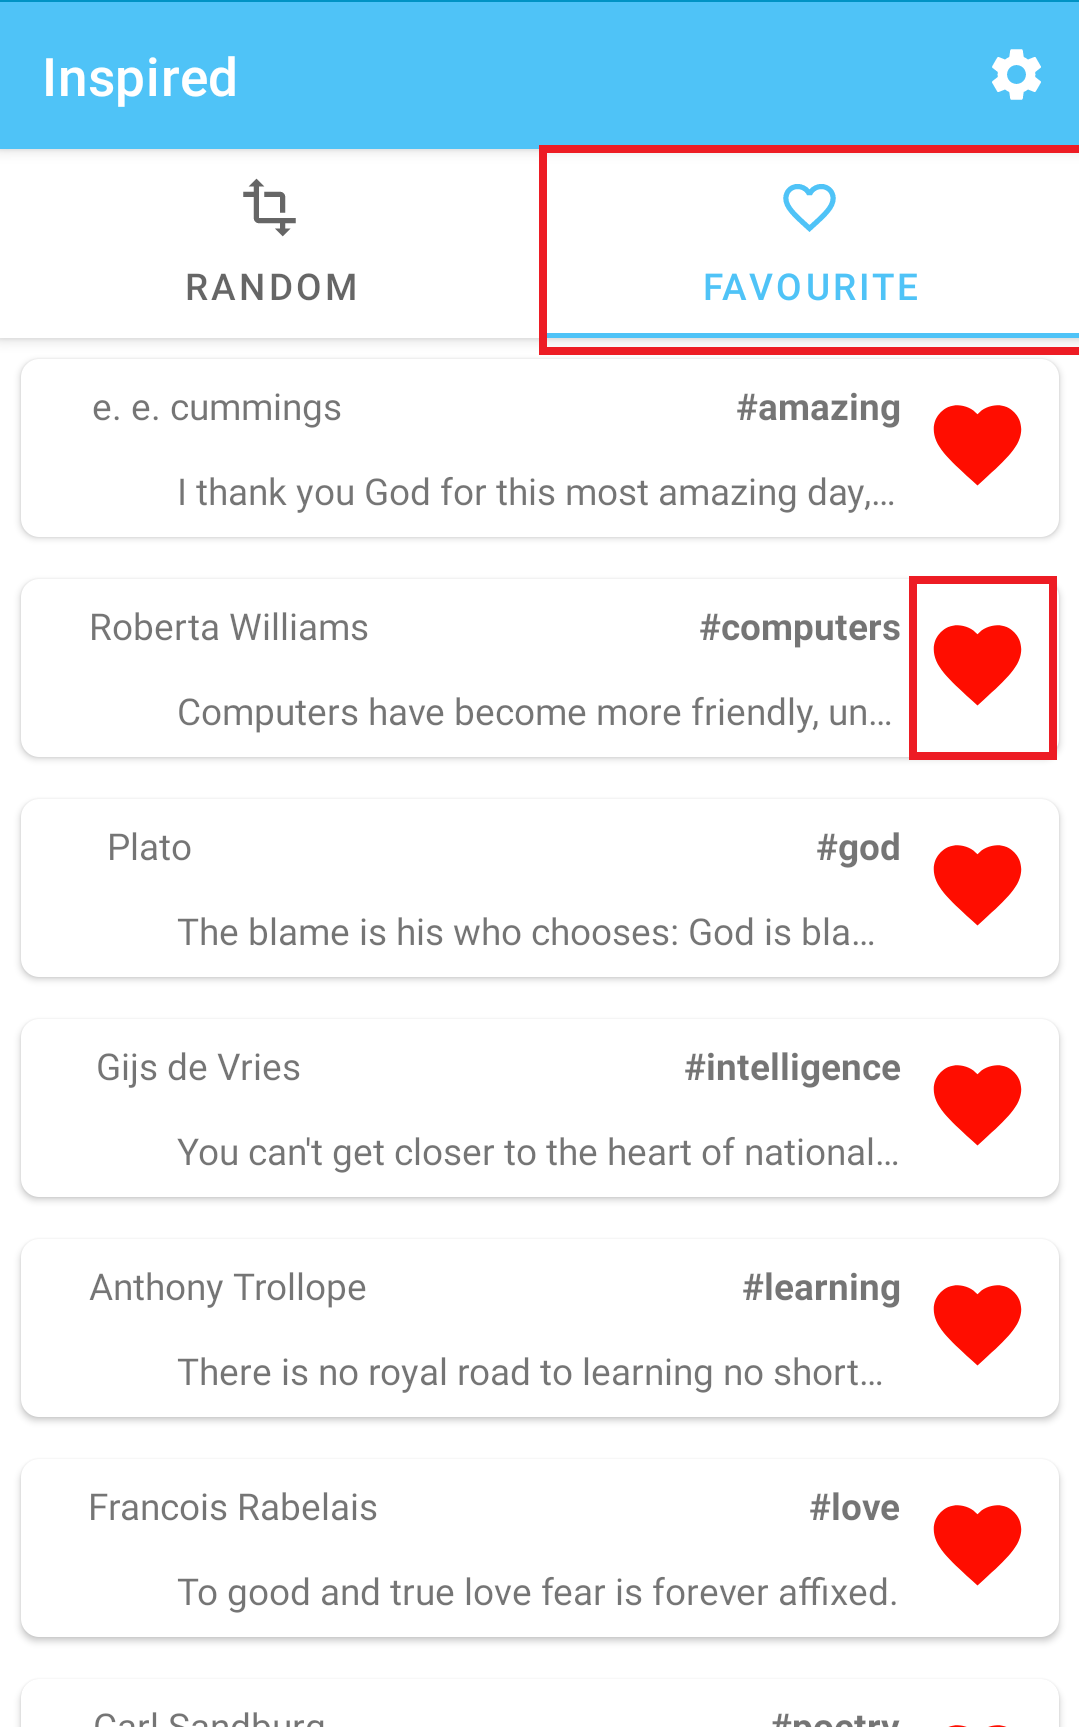 Inspired
RANDOM
FAVOURITE
e. e. cummings
#amazing
I thank you God for this most amazing day,...
Roberta Williams
#computers
Computers have become more friendly, un...
Plato
#god
The blame is his who chooses: God is bla...
Gijs de Vries
#intelligence
You can't get closer to the heart of national...
Anthony Trollope
#learning
There is no royal road to learning no short...
Francois Rabelais
#love
To good and true love fear is forever affixed.
Carl Sandburg
#poetry